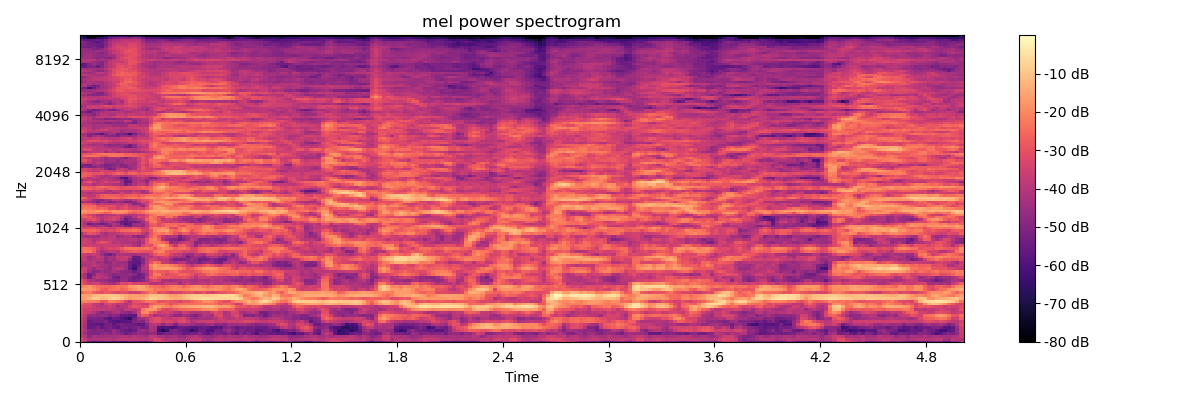 mel power spectrogram
8192
4096
2048
1024
512
0
Hz
0 0.6 1.2 1.8 2.4 3 3.6 4.2 4.8
Time
-10 dB
-20 dB
-30 dB
-40 dB
-50 dB
-60 dB
-70 dB
-80 dB